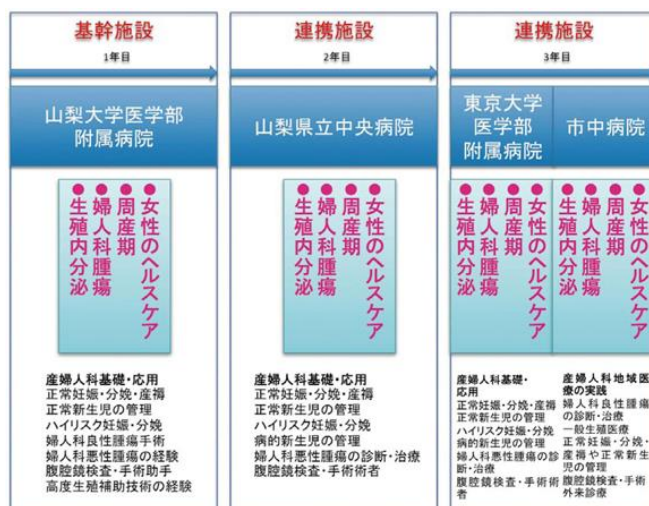 基幹施設
1年目
山梨大学医学部
附属病院
●女性のヘルスケア
●周産期
●婦人科腫瘍
●生殖内分泌
産婦人科基礎・応用
正常妊娠・分娩・産褥
正常新生児の管理
ハイリスク妊娠・分娩
婦人科良性腫瘍手術
婦人科悪性腫瘍の経験
腹腔鏡検査・手術助手
高度生殖補助技術の経験
連携施設
2年目
山梨県立中央病院
●女性のヘルスケア
●周産期
●婦人科腫瘍
●生殖内分泌
産婦人科基礎・応用
正常妊娠・分娩・産褥
正常新生児の管理
ハイリスク妊娠・分娩
病的新生児の管理
婦人科悪性腫瘍の診断・治療
腹腔鏡検査・手術術者
連携施設
3年目
東京大学
医学部
附属病院
●女性のヘルスケア
●周産期
●婦人科腫瘍
●生殖内分泌
産婦人科基礎・
応用
正常妊娠・分娩・産褥
正常新生児の管理
ハイリスク妊娠・分娩
病的新生児の管理
婦人科悪性腫瘍の診
断・治療
腹腔鏡検査・手術術
者
市中病院
●女性のヘルスケア
●周産期
●婦人科腫瘍
●生殖内分泌
産婦人科地域医
療の実践
婦人科良性腫瘍
の診断・治療
一般生殖医療
正常妊娠・分娩・
産褥や正常新生
児の管理
腹腔鏡検査・手術
外来診療